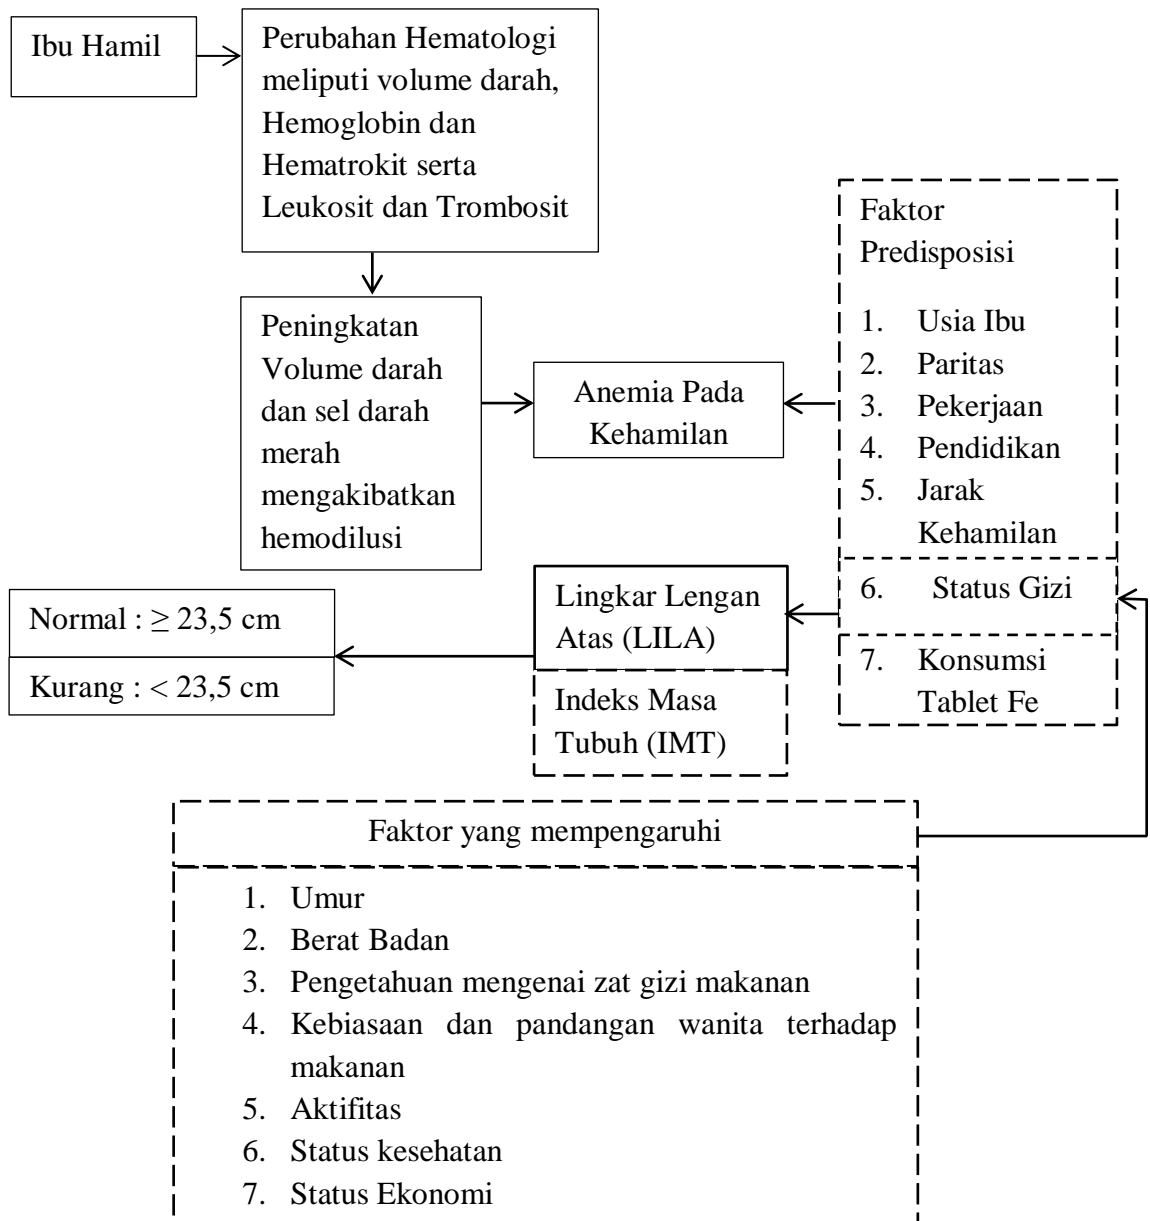 Ibu Hamil
Perubahan Hematologi
meliputi volume darah,
Hemoglobin dan
Hematrokit serta
Leukosit dan Trombosit
Peningkatan
Volume darah
dan sel darah
merah
mengakibatkan
hemodilusi
Anemia Pada
Kehamilan
Faktor
Predisposisi
1. Usia Ibu
2. Paritas
3. Pekerjaan
4. Pendidikan
5. Jarak
Kehamilan
6. Status Gizi
7. Konsumsi
Tablet Fe
Lingkar Lengan
Atas (LILA)
Indeks Masa
Tubuh (IMT)
Normal : ≥ 23,5 cm
Kurang : < 23,5 cm
Faktor yang mempengaruhi
1. Umur
2. Berat Badan
3. Pengetahuan mengenai zat gizi makanan
4. Kebiasaan dan pandangan wanita terhadap
makanan
5. Aktifitas
6. Status kesehatan
7. Status Ekonomi